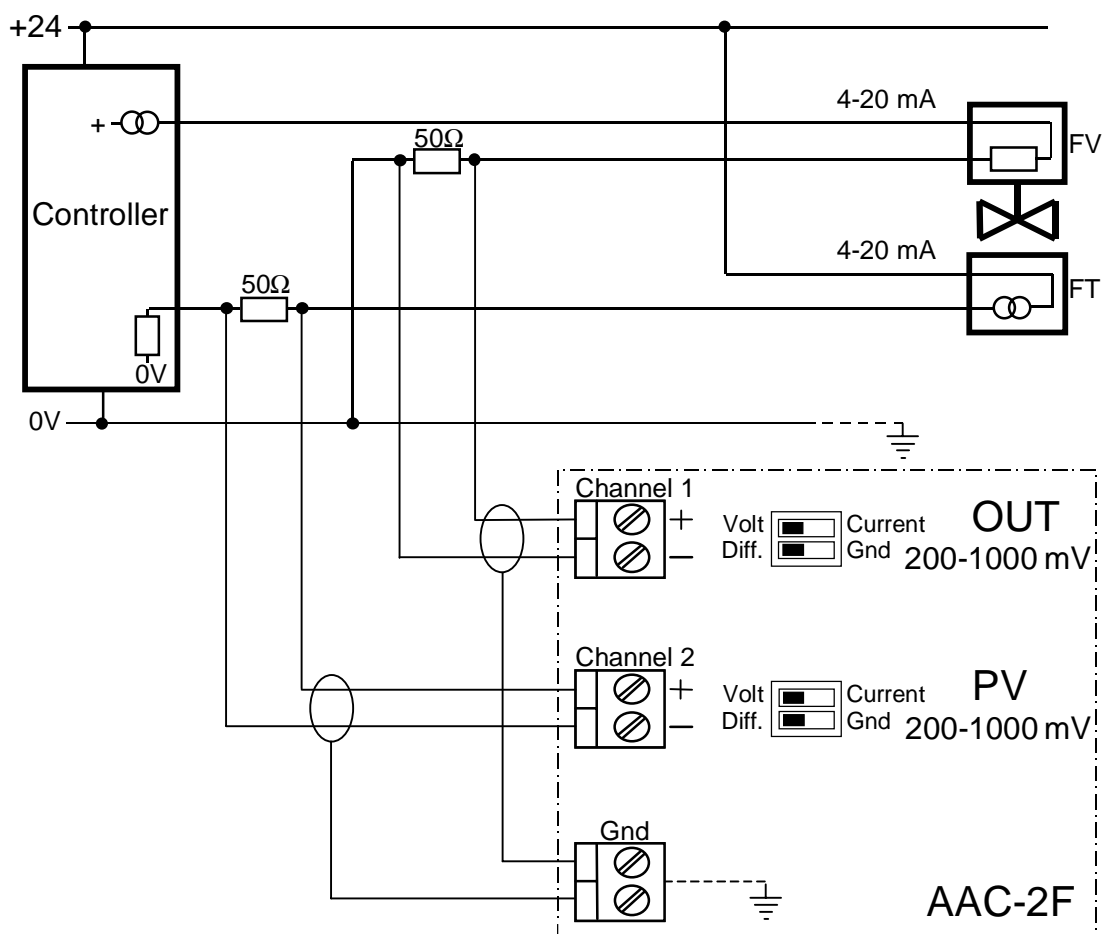 +24
4-20 mA
+
50Ω
FV
Controller
4-20 mA
50Ω
FT
0V
0V
Channel 1
+
−
Volt
Current
Diff.
Gnd
OUT
200-1000 mV
Channel 2
+
−
Volt
Current
Diff.
Gnd
PV
200-1000 mV
Gnd
AAC-2F